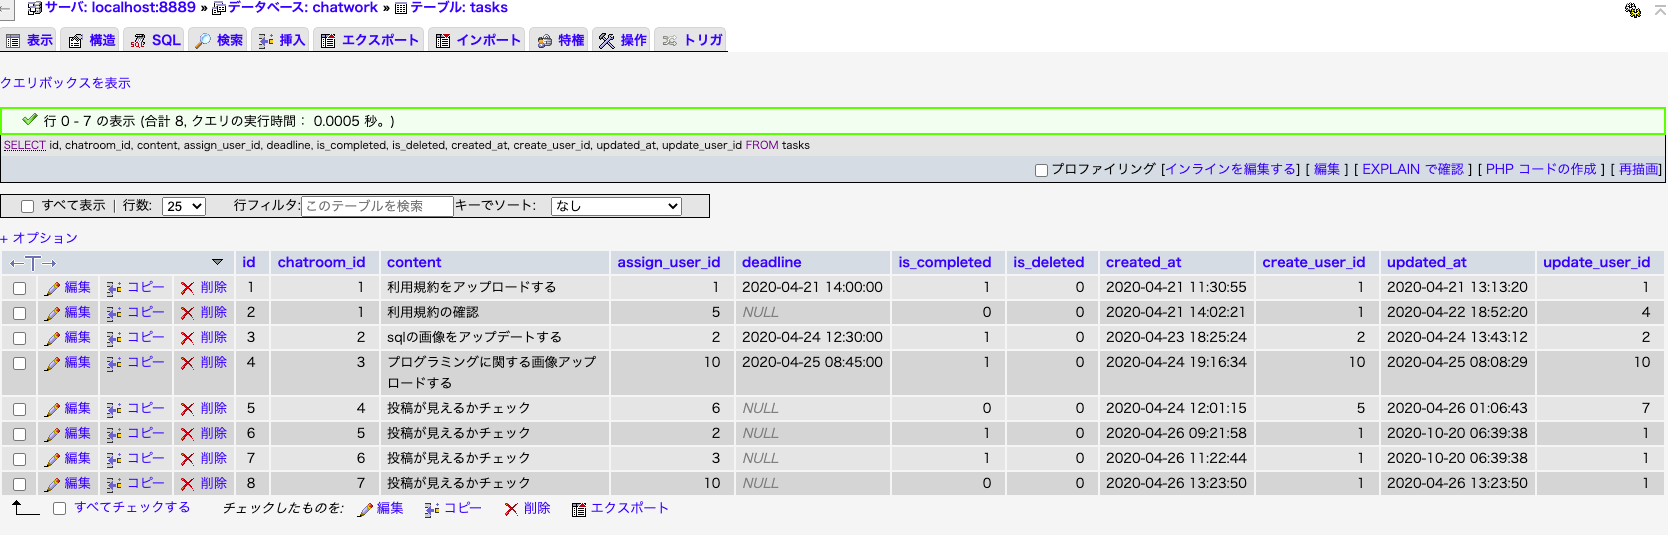 サーバ: localhost:8889 » データベース: chatwork » テーブル: tasks
表示 構造 SQL 検索 挿入 エクスポート インポート 特権 操作 トリガ
クエリボックスを表示
行 0 - 7 の表示 (合計 8, クエリの実行時間： 0.0005 秒。)
SELECT id, chatroom_id, content, assign_user_id, deadline, is_completed, is_deleted, created_at, create_user_id, updated_at, update_user_id FROM tasks
プロファイリング [インラインを編集する] [ 編集 ] [ EXPLAIN で確認 ] [ PHP コードの作成 ] [ 再描画]
すべて表示 | 行数: 25 行フィルタ: このテーブルを検索 キーでソート: なし
+ オプション
←T→ id chatroom_id content assign_user_id deadline is_completed is_deleted created_at create_user_id updated_at update_user_id
編集 コピー 削除 1 1 利用規約をアップロードする 1 2020-04-21 14:00:00 1 0 2020-04-21 11:30:55 1 2020-04-21 13:13:20 1
編集 コピー 削除 2 1 利用規約の確認 5 NULL 0 0 2020-04-21 14:02:21 1 2020-04-22 18:52:20 4
編集 コピー 削除 3 2 sqlの画像をアップデートする 2 2020-04-24 12:30:00 1 0 2020-04-23 18:25:24 2 2020-04-24 13:43:12 2
編集 コピー 削除 4 3 プログラミングに関する画像アップ 10 2020-04-25 08:45:00 1 0 2020-04-24 19:16:34 10 2020-04-25 08:08:29 10
ロードする
編集 コピー 削除 5 4 投稿が見えるかチェック 6 NULL 0 0 2020-04-24 12:01:15 5 2020-04-26 01:06:43 7
編集 コピー 削除 6 5 投稿が見えるかチェック 2 NULL 1 0 2020-04-26 09:21:58 1 2020-10-20 06:39:38 1
編集 コピー 削除 7 6 投稿が見えるかチェック 3 NULL 1 0 2020-04-26 11:22:44 1 2020-10-20 06:39:38 1
編集 コピー 削除 8 7 投稿が見えるかチェック 10 NULL 0 0 2020-04-26 13:23:50 1 2020-04-26 13:23:50 1
すべてチェックする チェックしたものを: 編集 コピー 削除 エクスポート